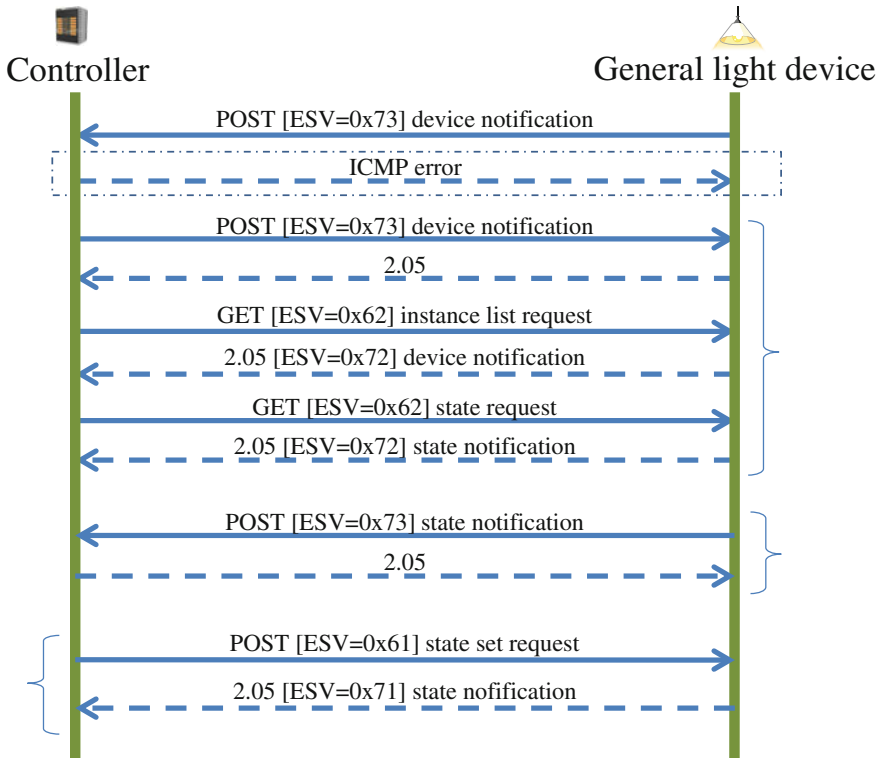 Controller
General light device
POST [ESV=0x73] device notification
ICMP error
POST [ESV=0x73] device notification
2.05
GET [ESV=0x62] instance list request
2.05 [ESV=0x72] device notification
GET [ESV=0x62] state request
2.05 [ESV=0x72] state notification
POST [ESV=0x73] state notification
2.05
POST [ESV=0x61] state set request
2.05 [ESV=0x71] state nofification